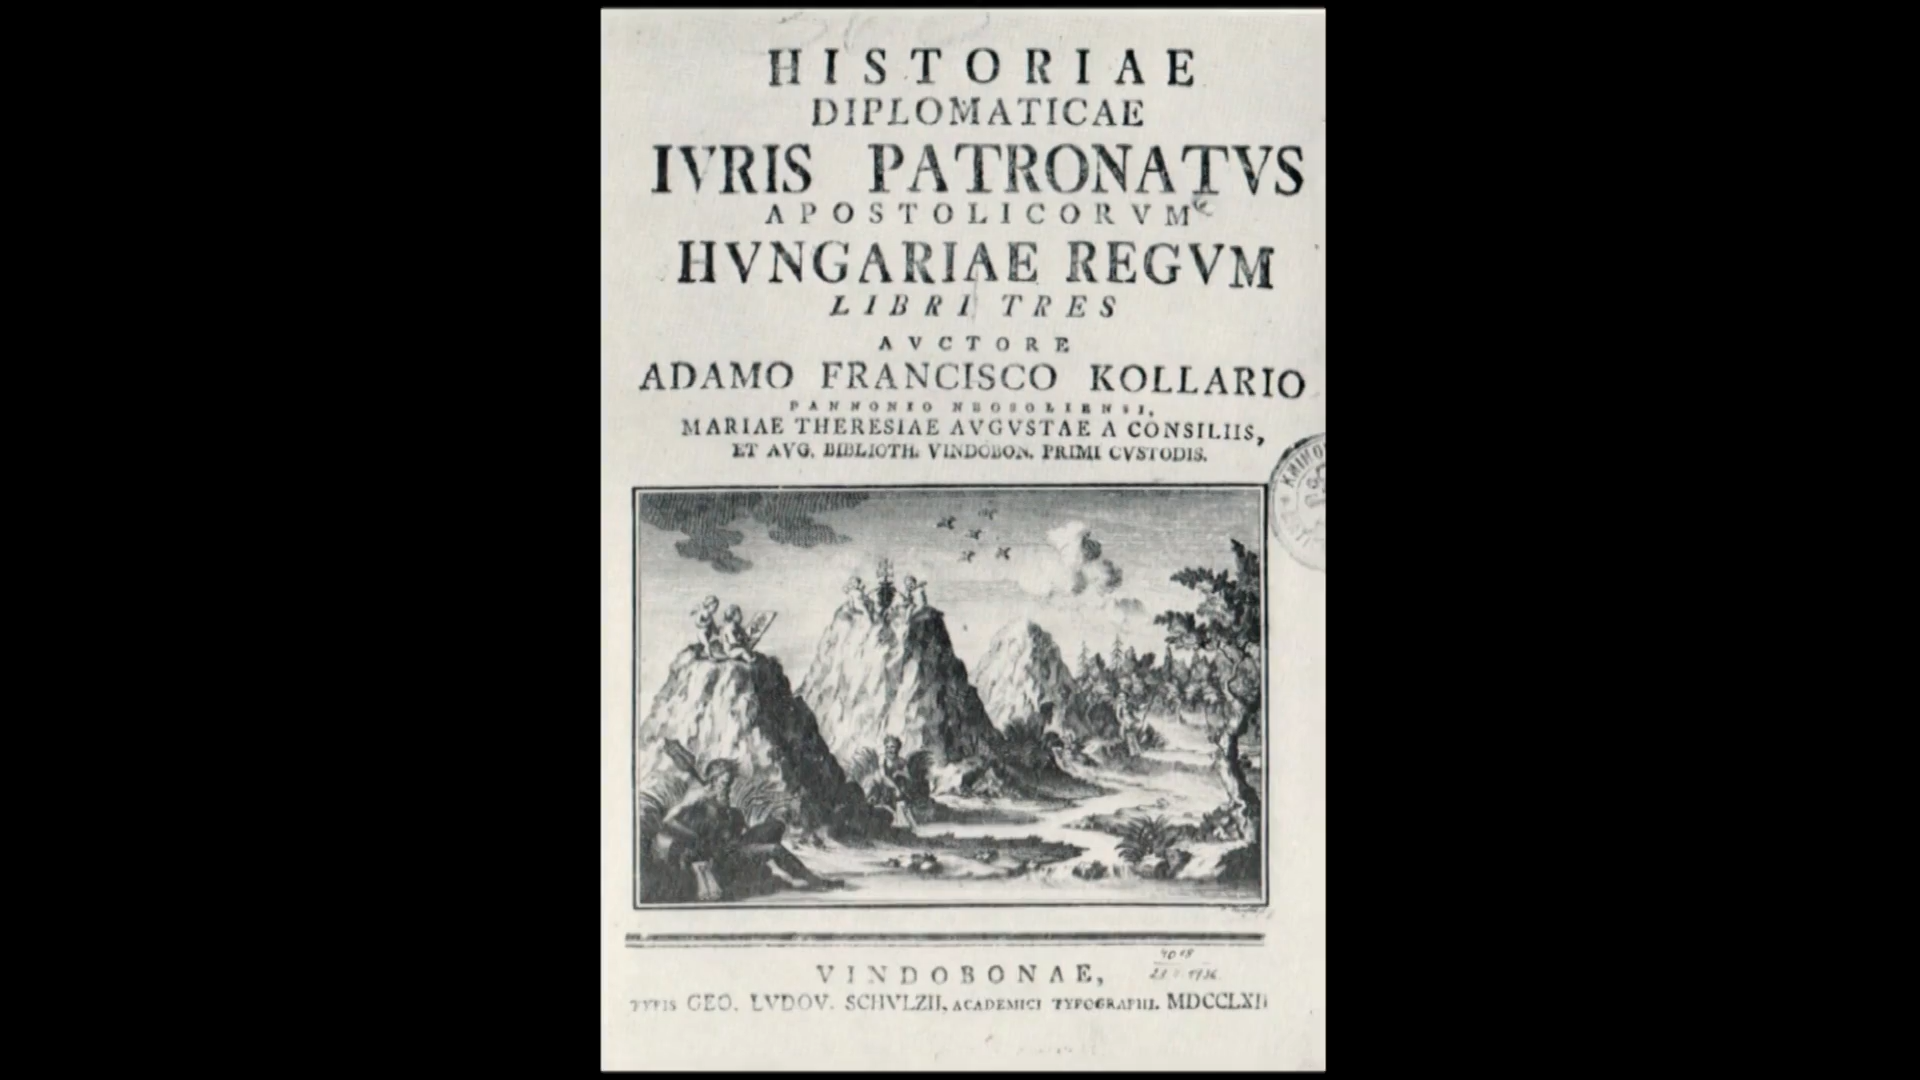 HISTORIAE
DIPLOMATICAE
IVRIS PATRONATVS
APOSTOLICORVM
HVNGARIAE REGVM
LIBRI TRES
AVCTORE
ADAMO FRANCISCO KOLLARIO
PANNONIO NEOSOLIENSI,
MARIAE THERESIAE AVGVSTAE A CONSILIIS,
ET AVG. BIBLIOTH. VINDOBON. PRIMI CVSTODIS.
VINDOBONAE,
TYPIS GEO. LVDOV. SCHVLZII, ACADEMICI TYPOGRAPHI. MDCCLXII